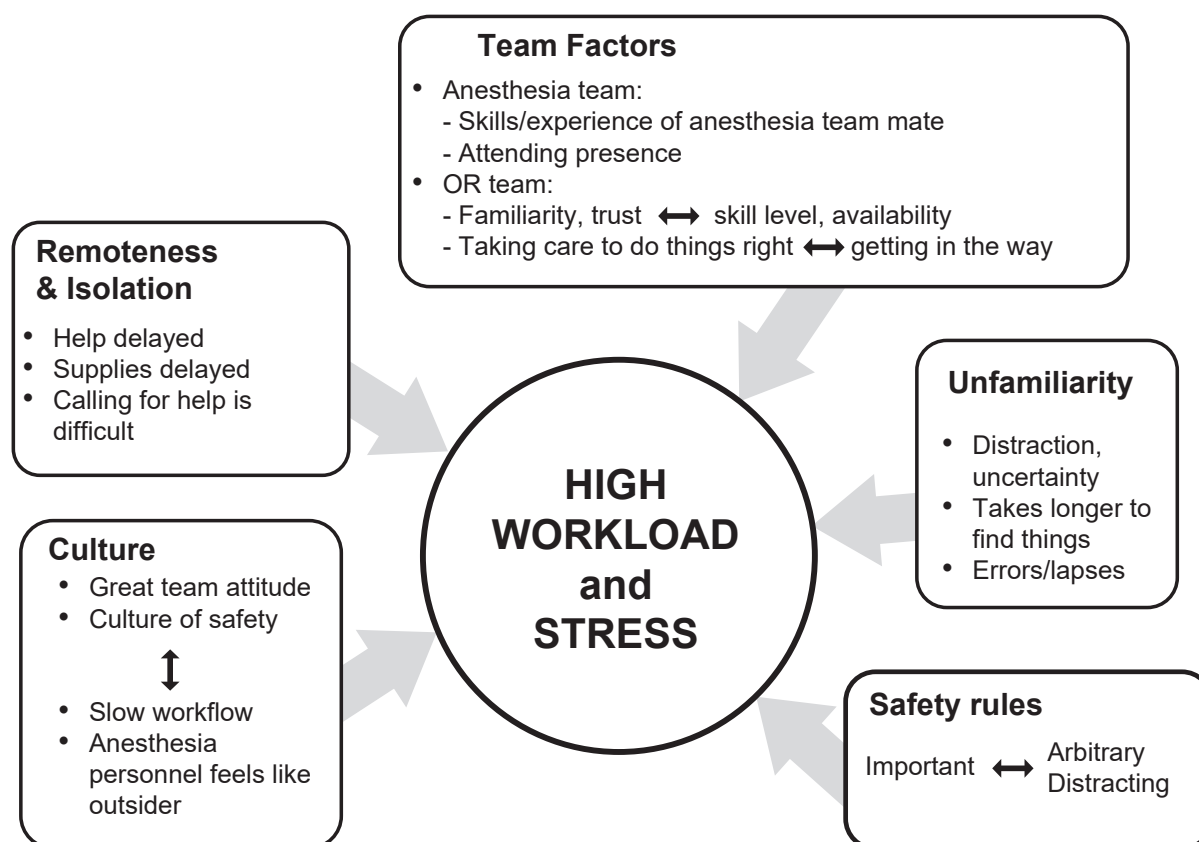 Team Factors
• Anesthesia team:
- Skills/experience of anesthesia team mate
- Attending presence
• OR team:
- Familiarity, trust ↔ skill level, availability
- Taking care to do things right ↔ getting in the way
Remoteness
& Isolation
• Help delayed
• Supplies delayed
• Calling for help is
difficult
Unfamiliarity
• Distraction,
uncertainty
• Takes longer to
find things
• Errors/lapses
HIGH
WORKLOAD
and
STRESS
Culture
• Great team attitude
• Culture of safety
↕
• Slow workflow
• Anesthesia
personnel feels like
outsider
Safety rules
Important ↔ Arbitrary
Distracting